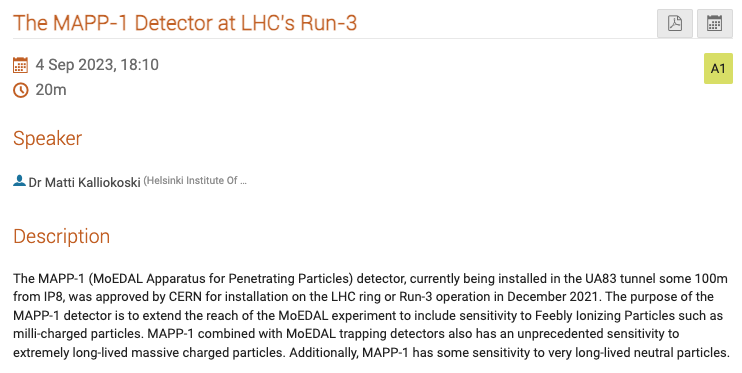 The MAPP-1 Detector at LHC's Run-3
4 Sep 2023, 18:10
A1
20m
Speaker
Dr Matti Kalliokoski (Helsinki Institute Of ...
Description
The MAPP-1 (MoEDAL Apparatus for Penetrating Particles) detector, currently being installed in the UA83 tunnel some 100m
from IP8, was approved by CERN for installation on the LHC ring or Run-3 operation in December 2021. The purpose of the
MAPP-1 detector is to extend the reach of the MoEDAL experiment to include sensitivity to Feebly Ionizing Particles such as
milli-charged particles. MAPP-1 combined with MoEDAL trapping detectors also has an unprecedented sensitivity to
extremely long-lived massive charged particles. Additionally, MAPP-1 has some sensitivity to very long-lived neutral particles.